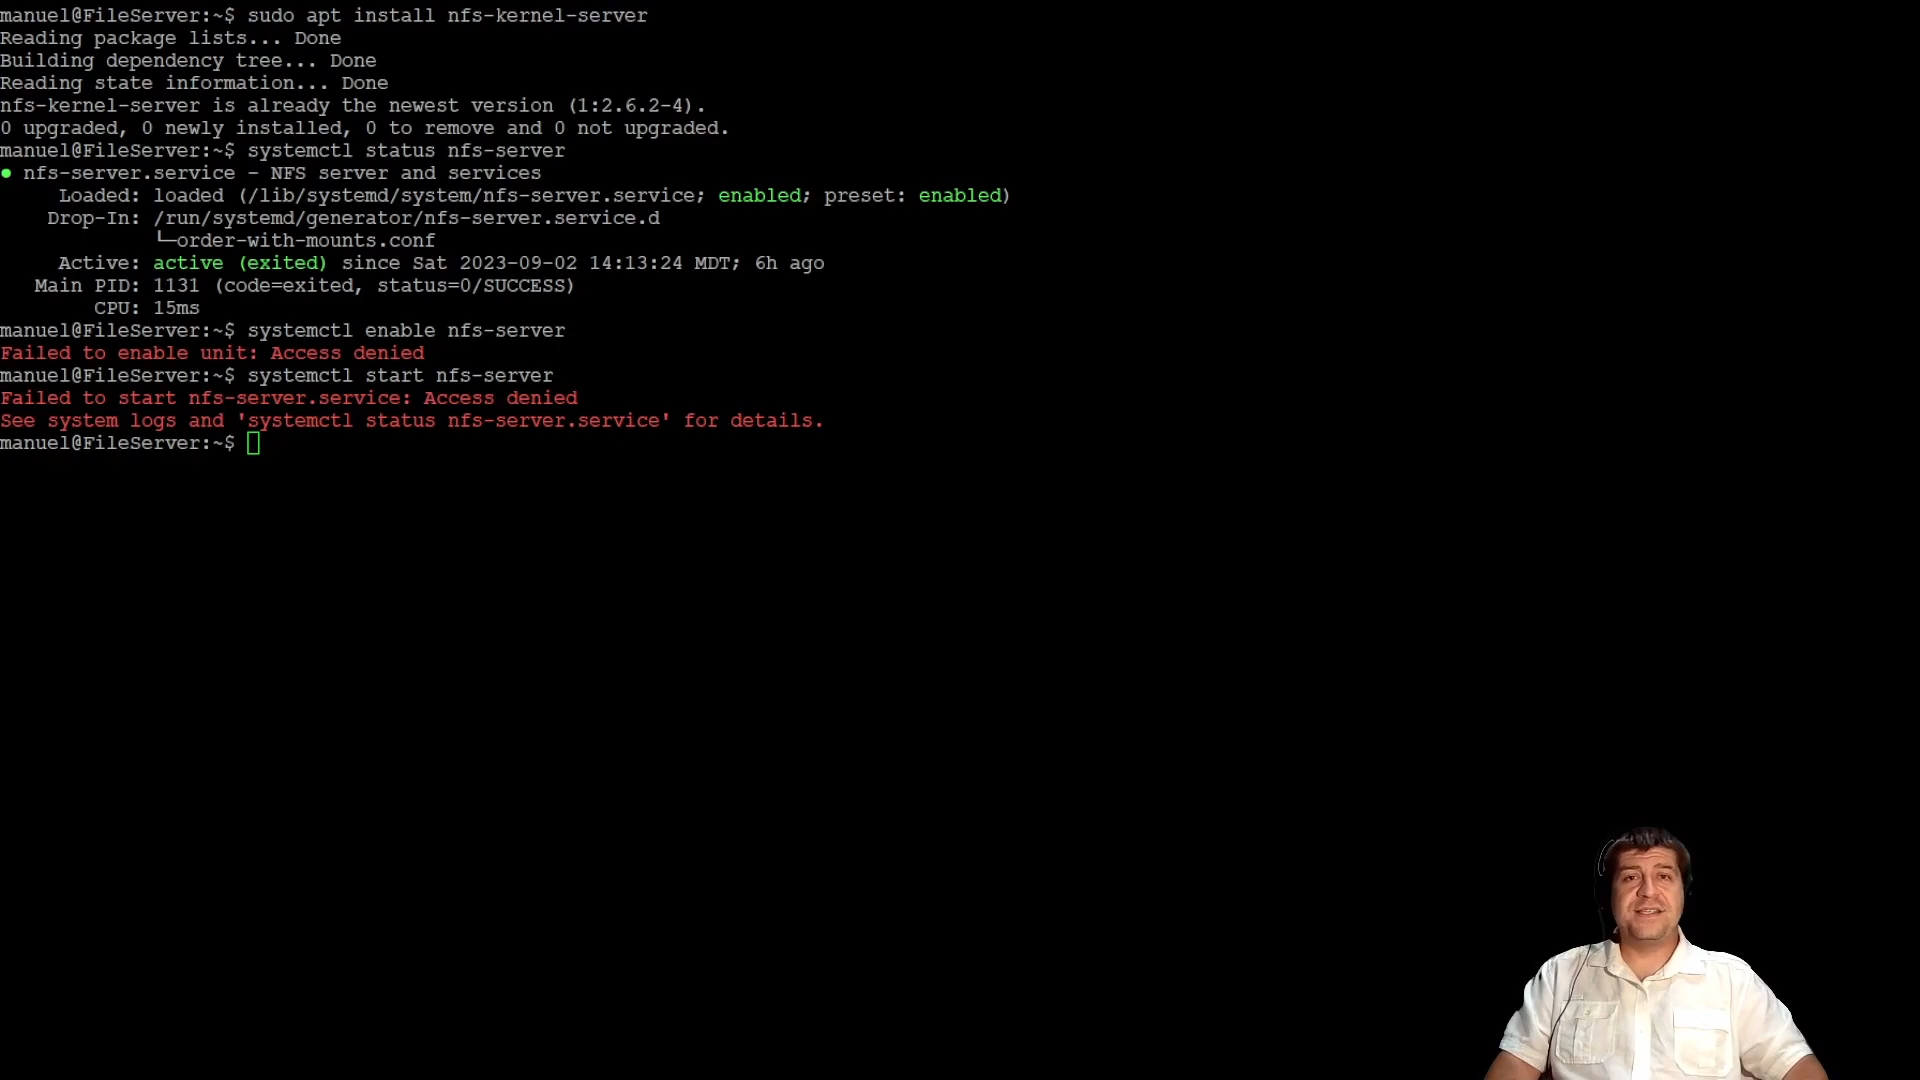 manuel@FileServer:~$ sudo apt install nfs-kernel-server
Reading package lists... Done
Building dependency tree... Done
Reading state information... Done
nfs-kernel-server is already the newest version (1:2.6.2-4).
0 upgraded, 0 newly installed, 0 to remove and 0 not upgraded.
manuel@FileServer:~$ systemctl status nfs-server
● nfs-server.service - NFS server and services
     Loaded: loaded (/lib/systemd/system/nfs-server.service; enabled; preset: enabled)
    Drop-In: /run/systemd/generator/nfs-server.service.d
             └─order-with-mounts.conf
     Active: active (exited) since Sat 2023-09-02 14:13:24 MDT; 6h ago
   Main PID: 1131 (code=exited, status=0/SUCCESS)
        CPU: 15ms
manuel@FileServer:~$ systemctl enable nfs-server
Failed to enable unit: Access denied
manuel@FileServer:~$ systemctl start nfs-server
Failed to start nfs-server.service: Access denied
See system logs and 'systemctl status nfs-server.service' for details.
manuel@FileServer:~$